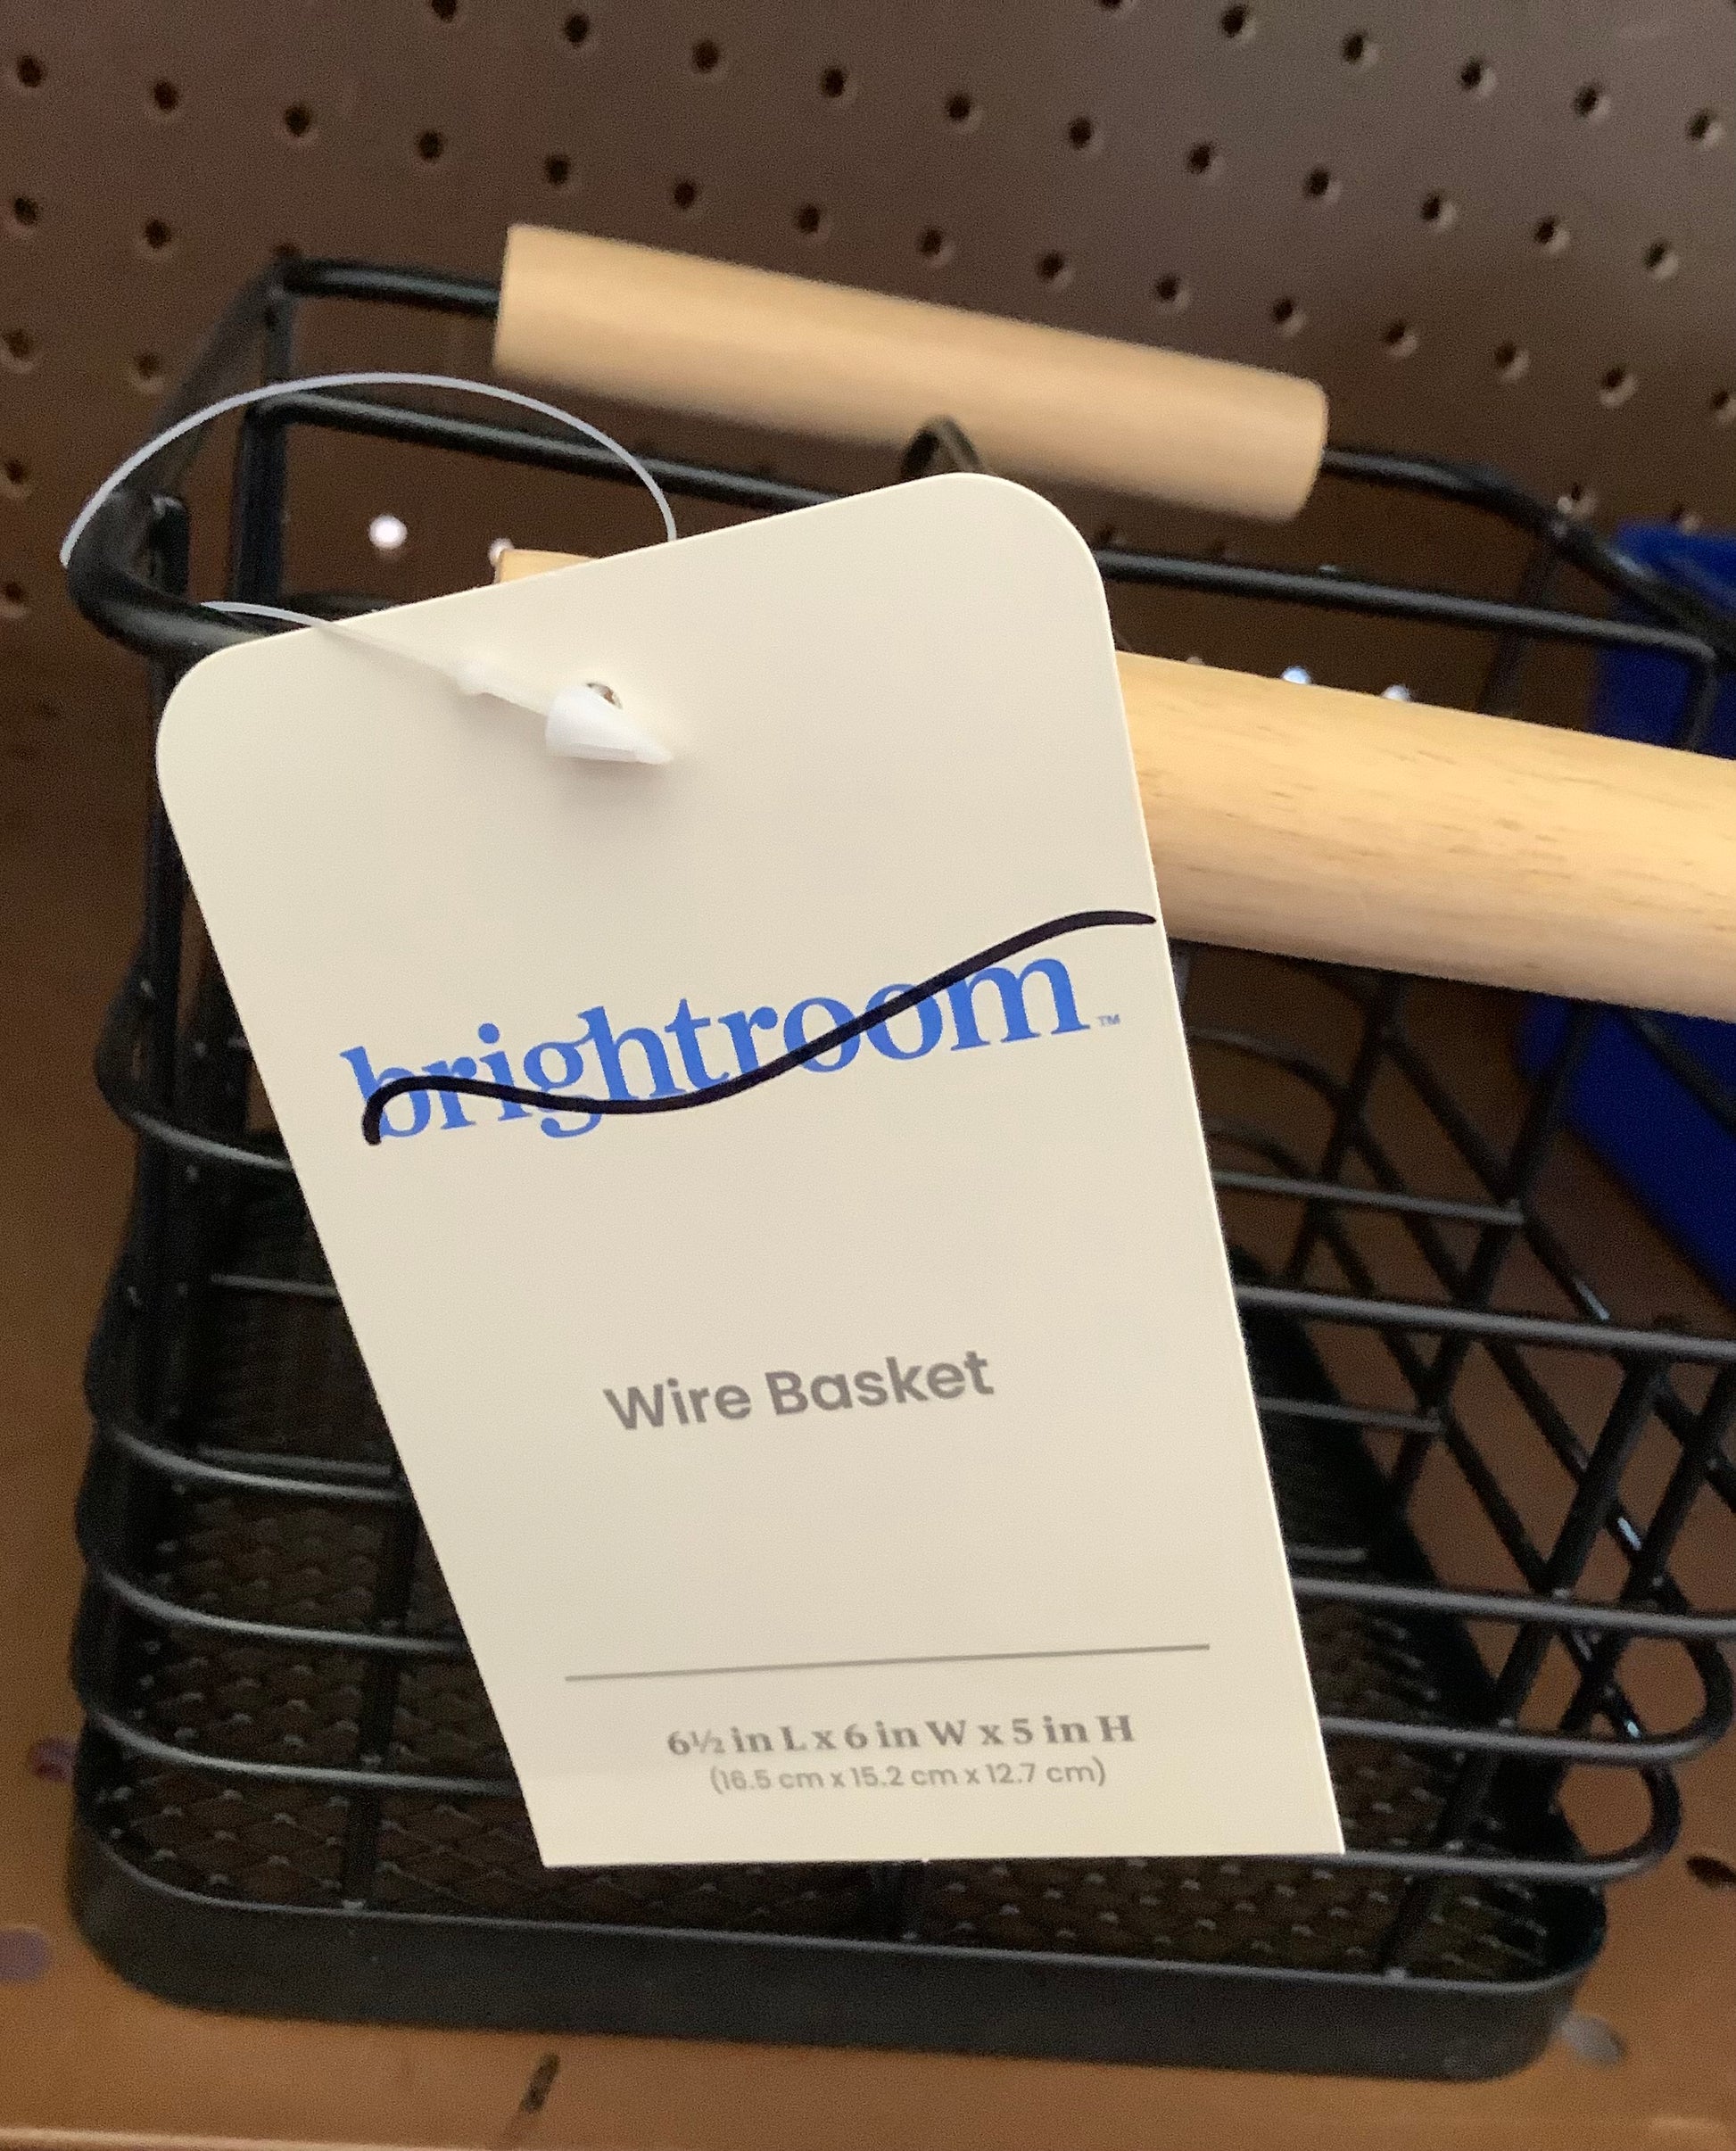 brightroom™
Wire Basket
6½ in L x 6 in W x 5 in H
(16.5 cm x 15.2 cm x 12.7 cm)